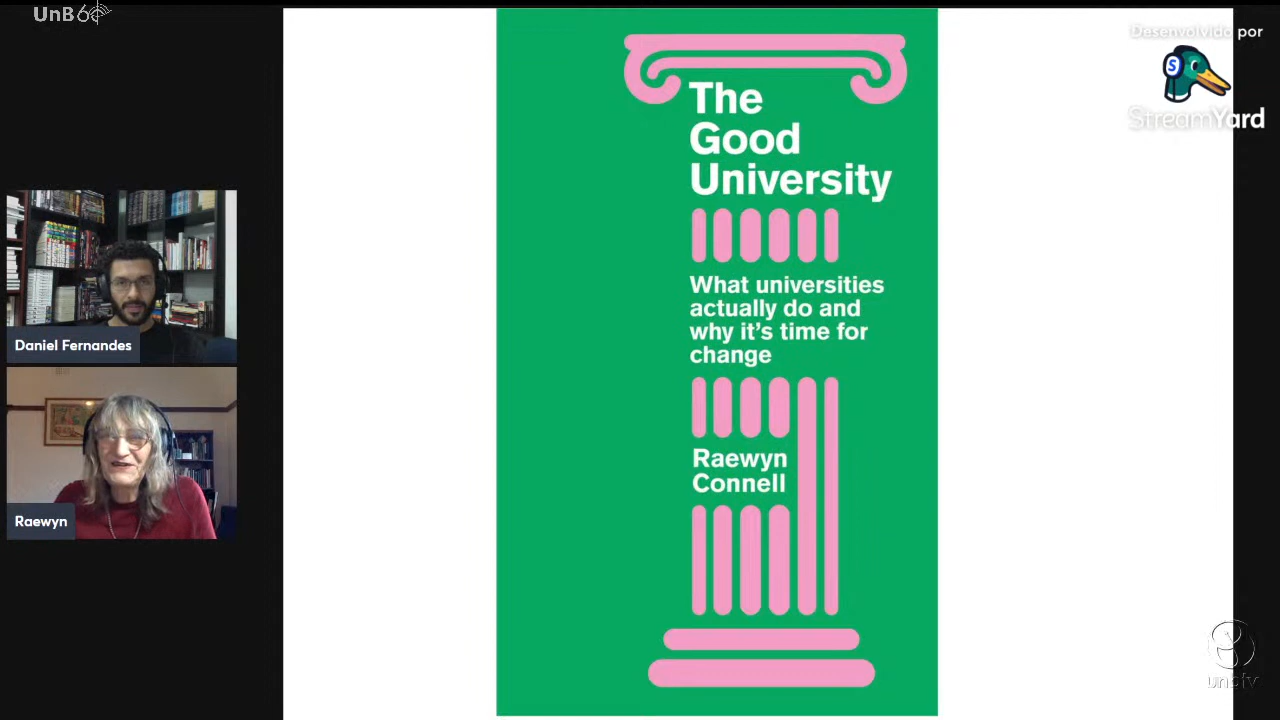 UnB60
Desenvolvido por
StreamYard
The
Good
University
What universities
actually do and
why it's time for
change
Raewyn
Connell
Daniel Fernandes
Raewyn
unbtv